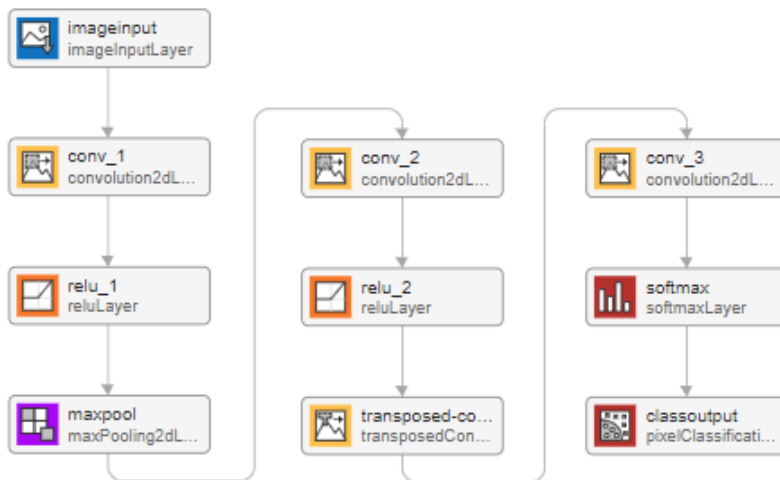 imageinput
imageInputLayer
conv_1
convolution2dL...
relu_1
reluLayer
maxpool
maxPooling2dL...
conv_2
convolution2dL...
relu_2
reluLayer
transposed-co...
transposedCon...
conv_3
convolution2dL...
softmax
softmaxLayer
classoutput
pixelClassificati...